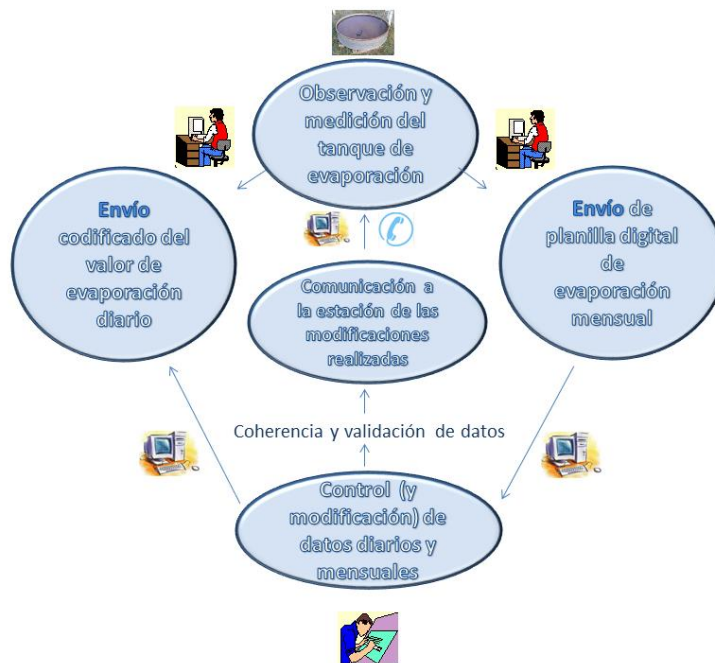 Observación y
medición del
tanque de
evaporación
Envío
codificado del
valor de
evaporación
diario
Envío de
planilla digital
de
evaporación
mensual
Comunicación a
la estación de las
modificaciones
realizadas
Coherencia y validación de datos
Control (y
modificación) de
datos diarios y
mensuales